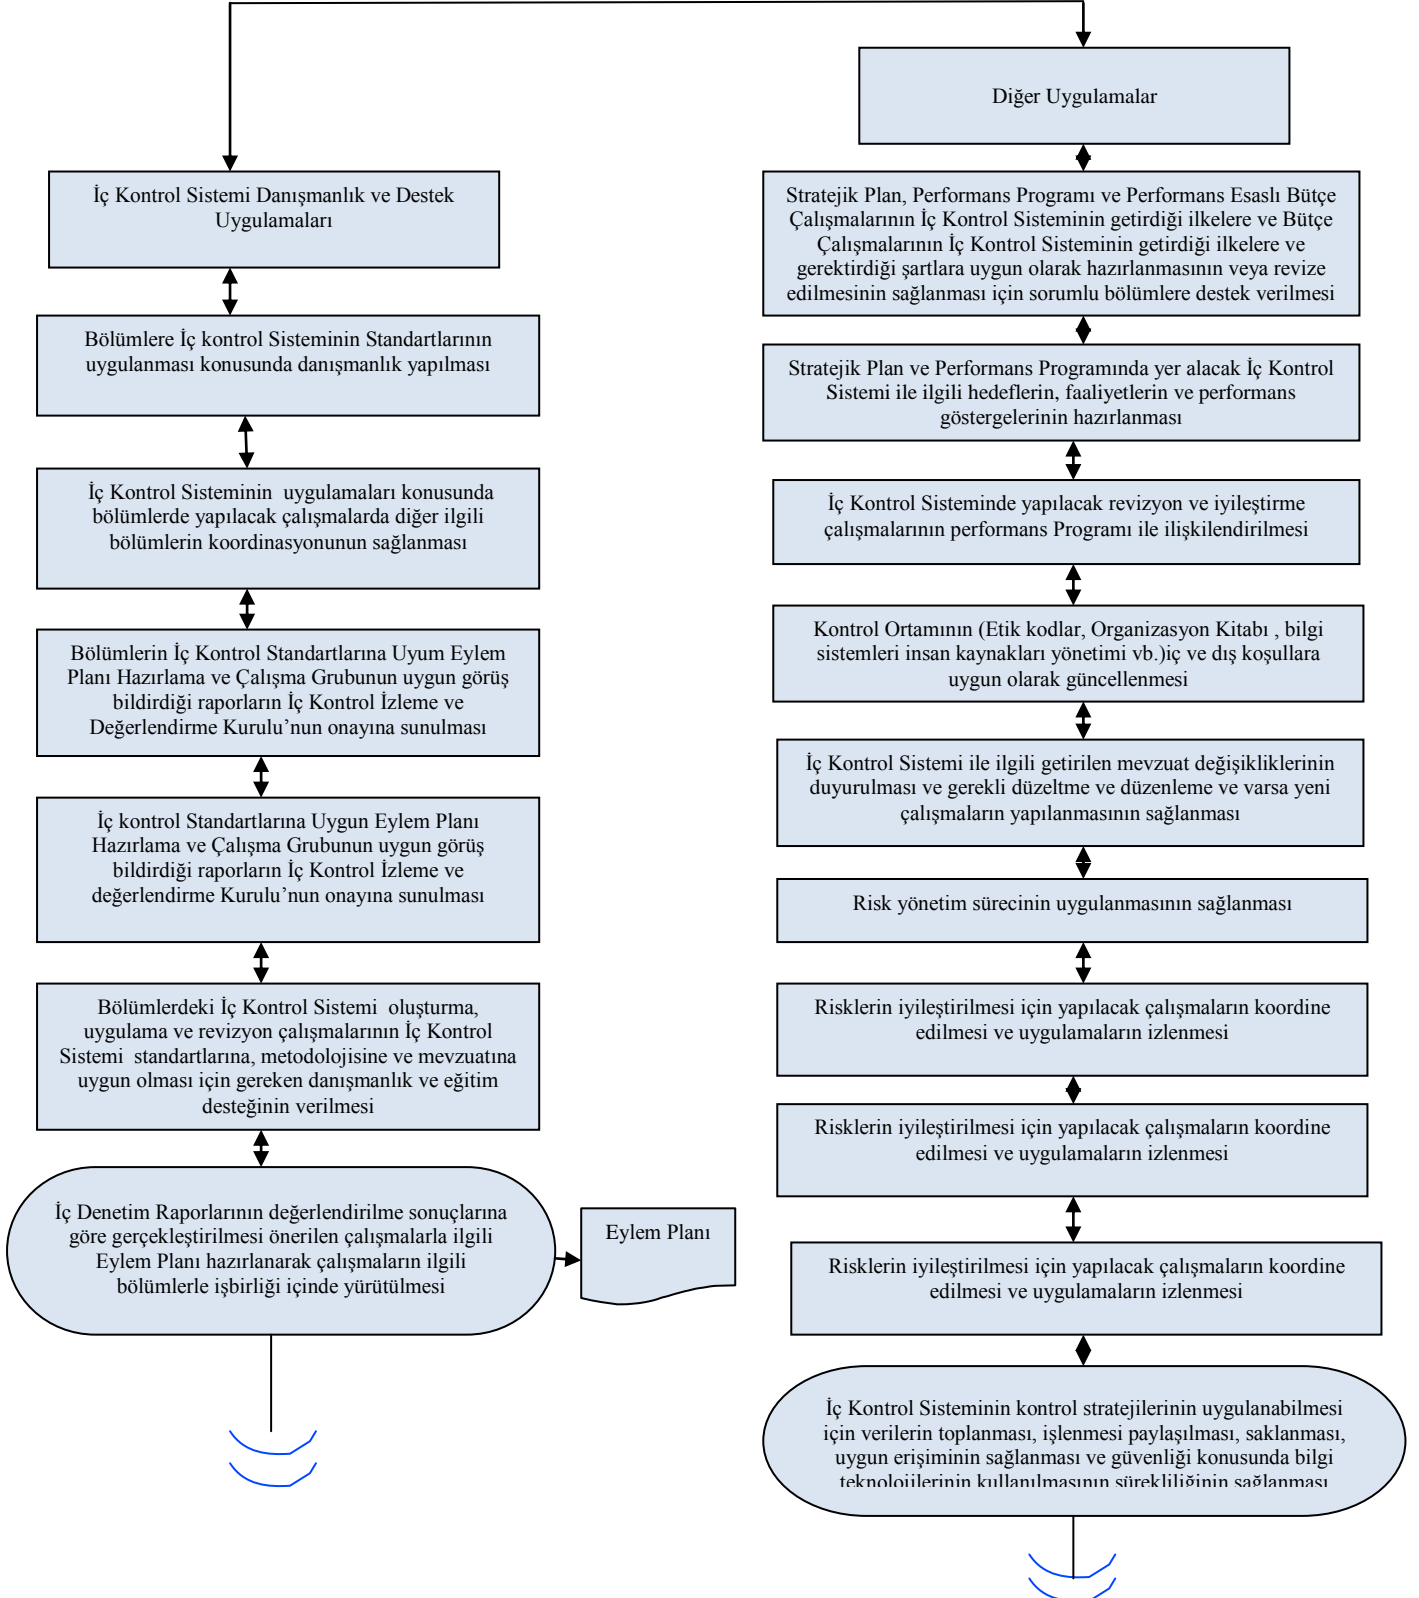 Diğer Uygulamalar
İç Kontrol Sistemi Danışmanlık ve Destek
Uygulamaları
Bölümlere İç kontrol Sisteminin Standartlarının
uygulanması konusunda danışmanlık yapılması
İç Kontrol Sisteminin uygulamaları konusunda
bölümlerde yapılacak çalışmalarda diğer ilgili
bölümlerin koordinasyonunun sağlanması
Bölümlerin İç Kontrol Standartlarına Uyum Eylem
Planı Hazırlama ve Çalışma Grubunun uygun görüş
bildirdiği raporların İç Kontrol İzleme ve
Değerlendirme Kurulu’nun onayına sunulması
İç kontrol Standartlarına Uygun Eylem Planı
Hazırlama ve Çalışma Grubunun uygun görüş
bildirdiği raporların İç Kontrol İzleme ve
değerlendirme Kurulu’nun onayına sunulması
Bölümlerdeki İç Kontrol Sistemi oluşturma,
uygulama ve revizyon çalışmalarının İç Kontrol
Sistemi standartlarına, metodolojisine ve mevzuatına
uygun olması için gereken danışmanlık ve eğitim
desteğinin verilmesi
İç Denetim Raporlarının değerlendirilme sonuçlarına
göre gerçekleştirilmesi önerilen çalışmalarla ilgili
Eylem Planı hazırlanarak çalışmaların ilgili
bölümlerle işbirliği içinde yürütülmesi
Eylem Planı
Stratejik Plan, Performans Programı ve Performans Esaslı Bütçe
Çalışmalarının İç Kontrol Sisteminin getirdiği ilkelere ve Bütçe
Çalışmalarının İç Kontrol Sisteminin getirdiği ilkelere ve
gerektirdiği şartlara uygun olarak hazırlanmasının veya revize
edilmesinin sağlanması için sorumlu bölümlere destek verilmesi
Stratejik Plan ve Performans Programında yer alacak İç Kontrol
Sistemi ile ilgili hedeflerin, faaliyetlerin ve performans
göstergelerinin hazırlanması
İç Kontrol Sisteminde yapılacak revizyon ve iyileştirme
çalışmalarının performans Programı ile ilişkilendirilmesi
Kontrol Ortamının (Etik kodlar, Organizasyon Kitabı , bilgi
sistemleri insan kaynakları yönetimi vb.)iç ve dış koşullara
uygun olarak güncellenmesi
İç Kontrol Sistemi ile ilgili getirilen mevzuat değişikliklerinin
duyurulması ve gerekli düzeltme ve düzenleme ve varsa yeni
çalışmaların yapılanmasının sağlanması
Risk yönetim sürecinin uygulanmasının sağlanması
Risklerin iyileştirilmesi için yapılacak çalışmaların koordine
edilmesi ve uygulamaların izlenmesi
Risklerin iyileştirilmesi için yapılacak çalışmaların koordine
edilmesi ve uygulamaların izlenmesi
Risklerin iyileştirilmesi için yapılacak çalışmaların koordine
edilmesi ve uygulamaların izlenmesi
İç Kontrol Sisteminin kontrol stratejilerinin uygulanabilmesi
için verilerin toplanması, işlenmesi paylaşılması, saklanması,
uygun erişiminin sağlanması ve güvenliği konusunda bilgi
teknolojilerinin kullanılmasının sürekliliğinin sağlanması